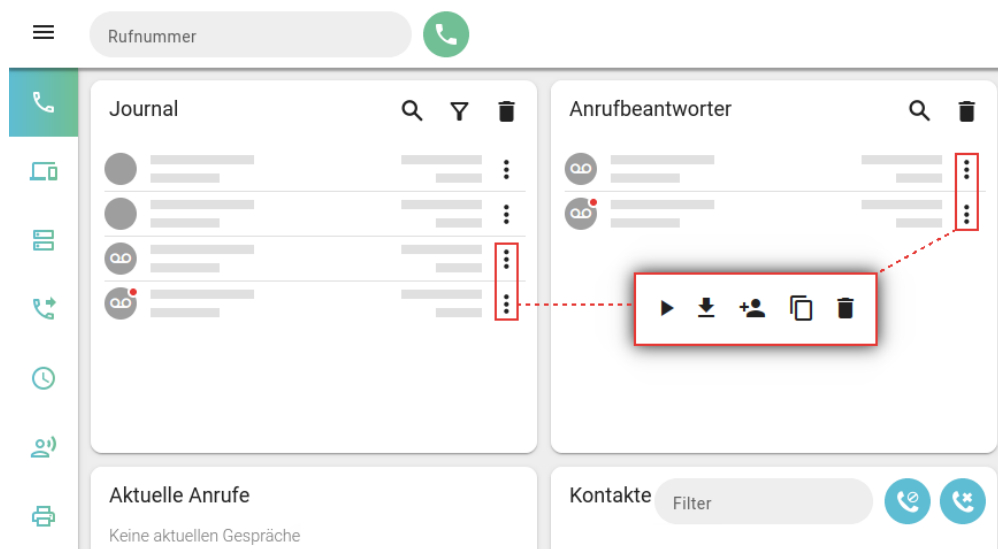 Rufnummer
Journal
Anrufbeantworter
Aktuelle Anrufe
Keine aktuellen Gespräche
Kontakte
Filter